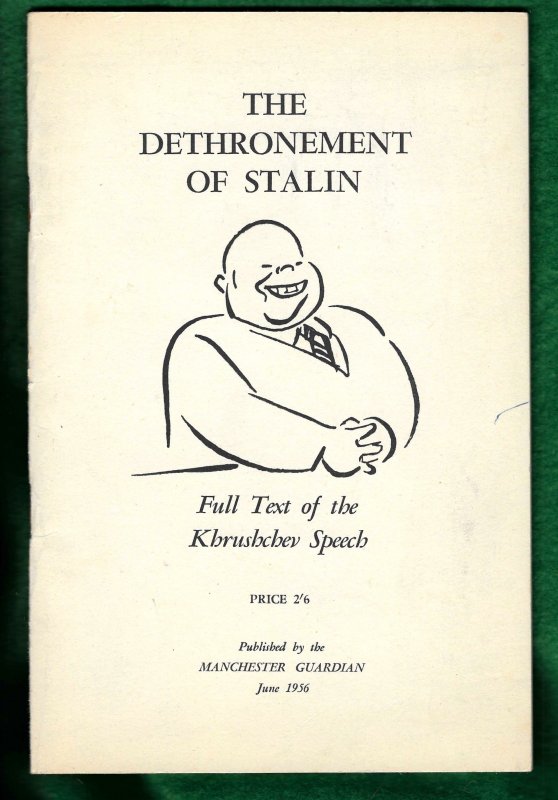 THE
DETHRONEMENT
OF STALIN
Full Text of the
Khrushchev Speech
PRICE 2'6
Published by the
MANCHESTER GUARDIAN
June 1956